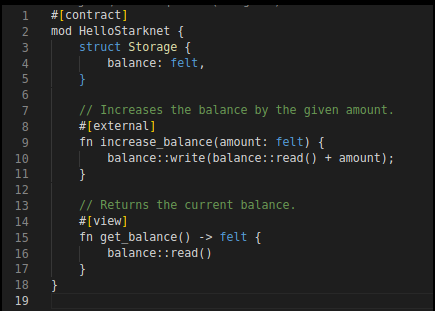 1 #[contract]
2 mod HelloStarknet {
3     struct Storage {
4         balance: felt,
5     }
6
7     // Increases the balance by the given amount.
8     #[external]
9     fn increase_balance(amount: felt) {
10         balance::write(balance::read() + amount);
11     }
12
13     // Returns the current balance.
14     #[view]
15     fn get_balance() -> felt {
16         balance::read()
17     }
18 }
19